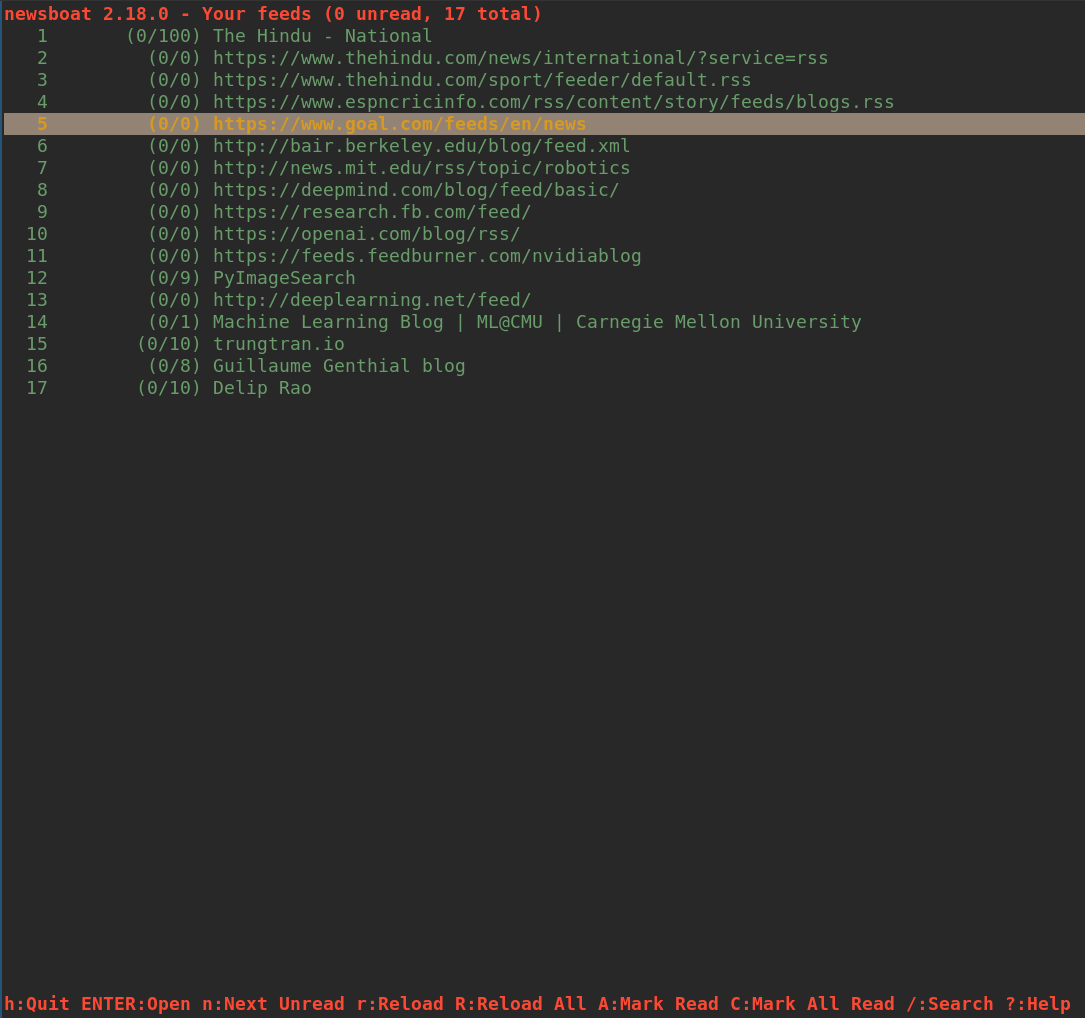 newsboat 2.18.0 - Your feeds (0 unread, 17 total)
1 (0/100) The Hindu - National
2 (0/0) https://www.thehindu.com/news/international/?service=rss
3 (0/0) https://www.thehindu.com/sport/feeder/default.rss
4 (0/0) https://www.espncricinfo.com/rss/content/story/feeds/blogs.rss
5 (0/0) https://www.goal.com/feeds/en/news
6 (0/0) http://bair.berkeley.edu/blog/feed.xml
7 (0/0) http://news.mit.edu/rss/topic/robotics
8 (0/0) https://deepmind.com/blog/feed/basic/
9 (0/0) https://research.fb.com/feed/
10 (0/0) https://openai.com/blog/rss/
11 (0/0) https://feeds.feedburner.com/nvidiablog
12 (0/9) PyImageSearch
13 (0/0) http://deeplearning.net/feed/
14 (0/1) Machine Learning Blog | ML@CMU | Carnegie Mellon University
15 (0/10) trungtran.io
16 (0/8) Guillaume Genthial blog
17 (0/10) Delip Rao
h:Quit ENTER:Open n:Next Unread r:Reload R:Reload All A:Mark Read C:Mark All Read /:Search ?:Help